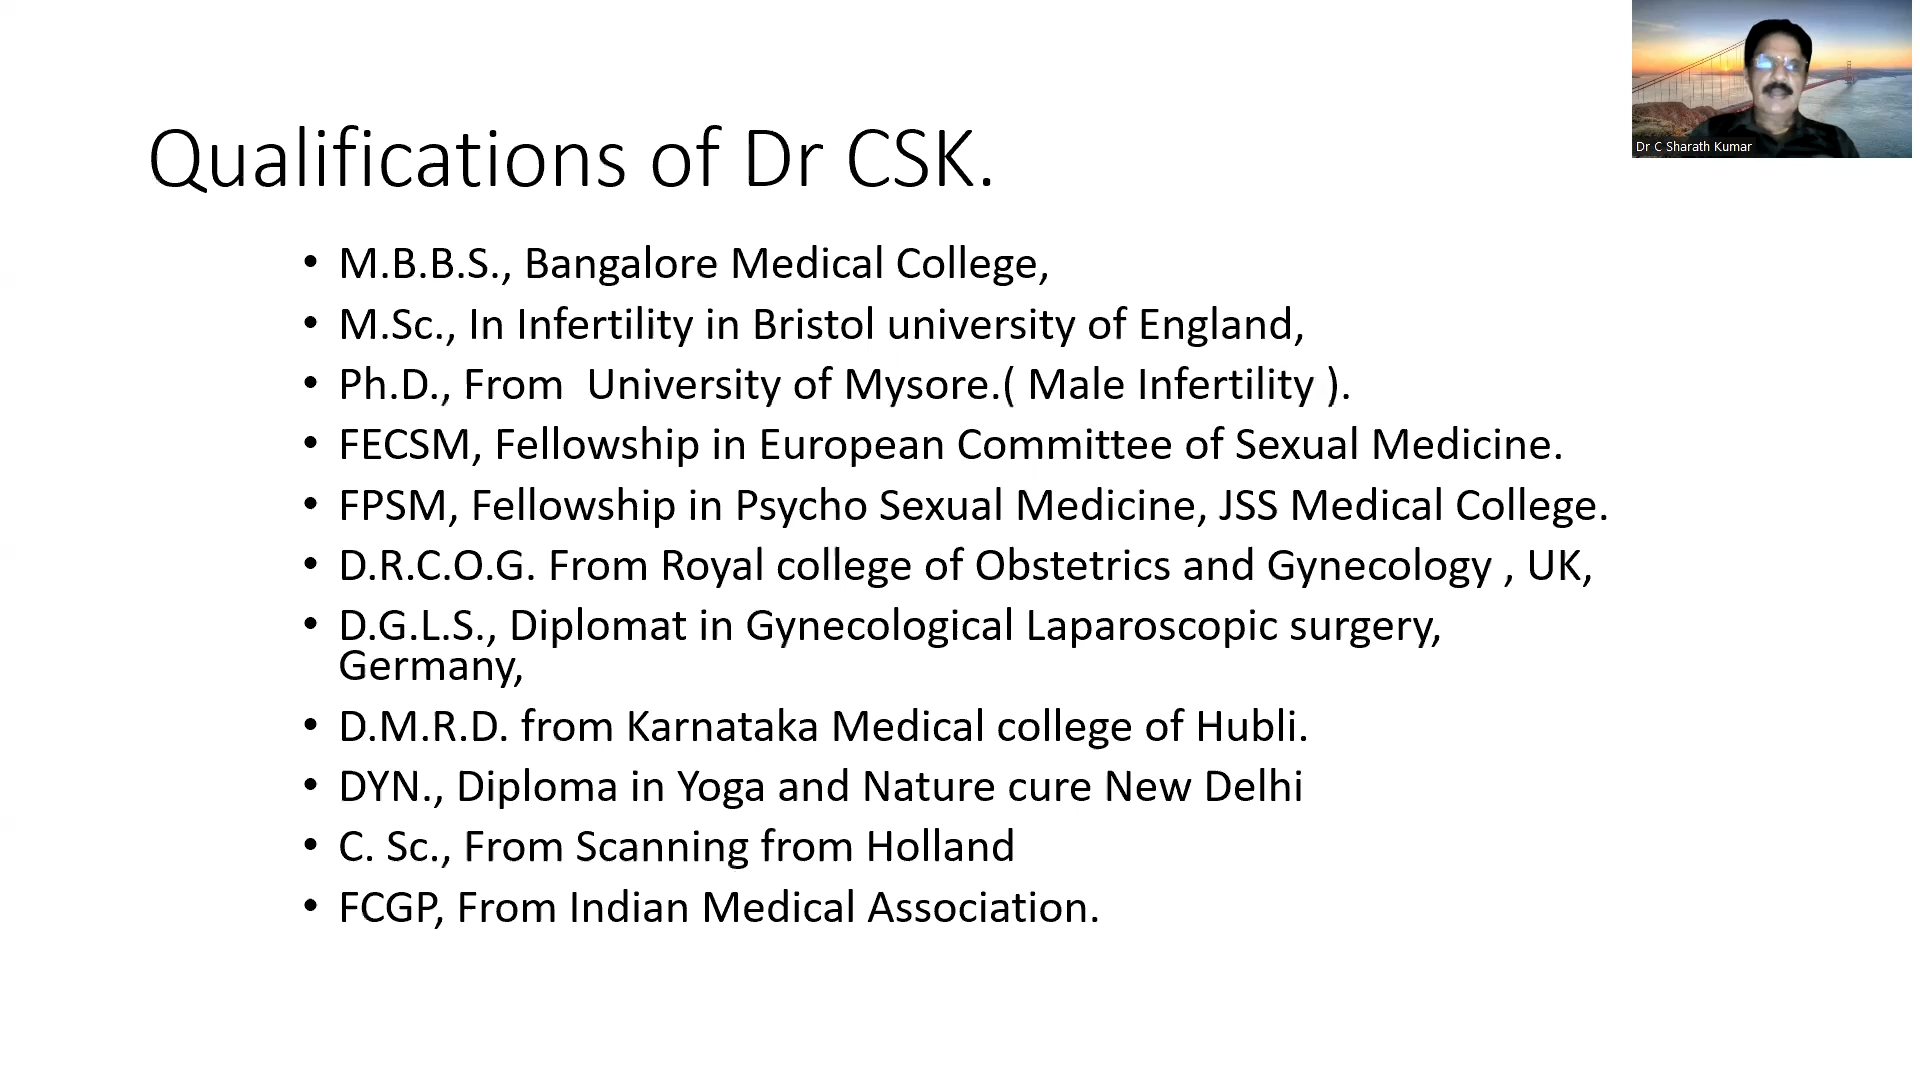 Qualifications of Dr CSK.
Dr C Sharath Kumar
• M.B.B.S., Bangalore Medical College,
• M.Sc., In Infertility in Bristol university of England,
• Ph.D., From  University of Mysore.( Male Infertility ).
• FECSM, Fellowship in European Committee of Sexual Medicine.
• FPSM, Fellowship in Psycho Sexual Medicine, JSS Medical College.
• D.R.C.O.G. From Royal college of Obstetrics and Gynecology , UK,
• D.G.L.S., Diplomat in Gynecological Laparoscopic surgery,
Germany,
• D.M.R.D. from Karnataka Medical college of Hubli.
• DYN., Diploma in Yoga and Nature cure New Delhi
• C. Sc., From Scanning from Holland
• FCGP, From Indian Medical Association.